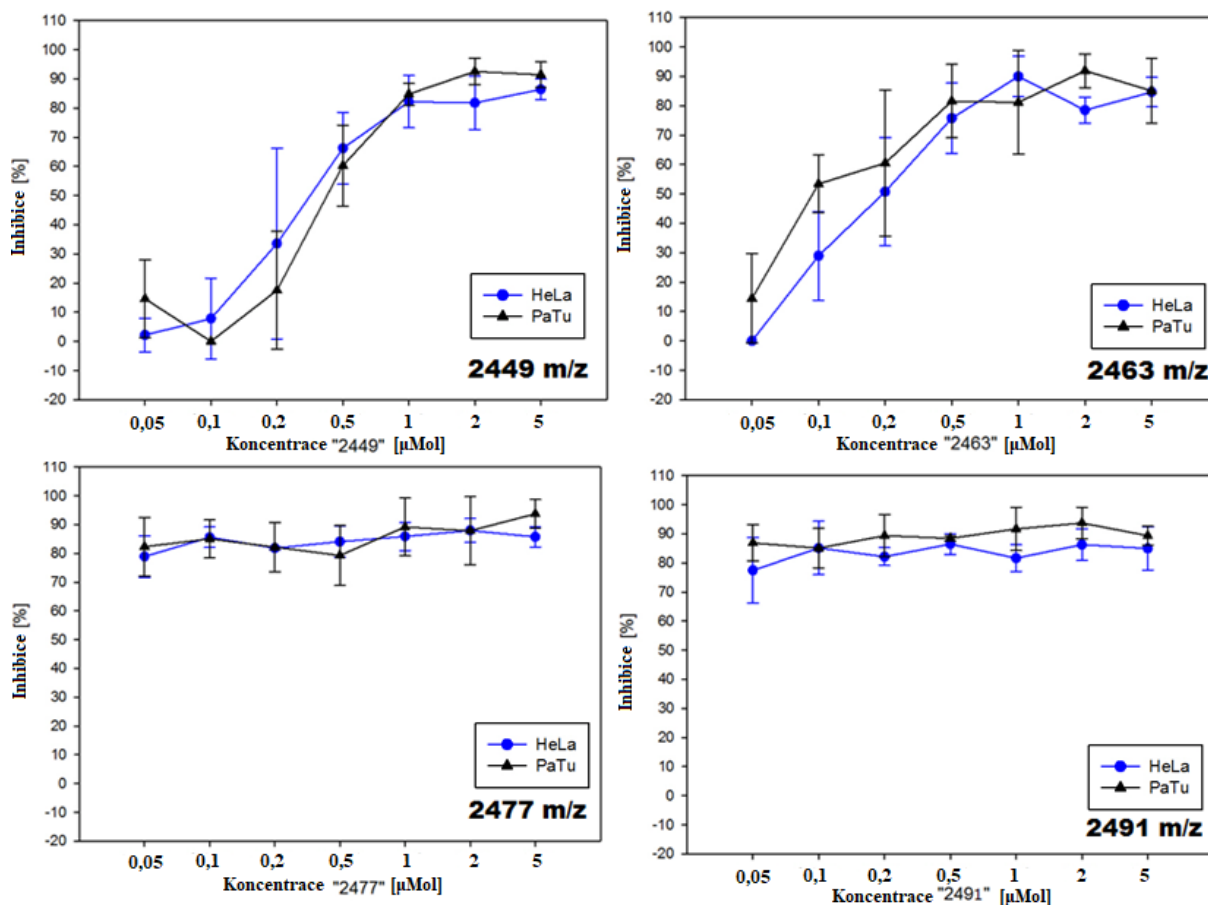 110
100
90
80
70
60
50
40
30
20
10
0
-10
-20
Inhibice [%]
HeLa
PaTu
2449 m/z
0,05 0,1 0,2 0,5 1 2 5
Koncentrace "2449" [µMol]
110
100
90
80
70
60
50
40
30
20
10
0
-10
-20
Inhibice [%]
HeLa
PaTu
2463 m/z
0,05 0,1 0,2 0,5 1 2 5
Koncentrace "2463" [µMol]
110
100
90
80
70
60
50
40
30
20
10
0
-10
-20
Inhibice [%]
HeLa
PaTu
2477 m/z
0,05 0,1 0,2 0,5 1 2 5
Koncentrace "2477" [µMol]
110
100
90
80
70
60
50
40
30
20
10
0
-10
-20
Inhibice [%]
HeLa
PaTu
2491 m/z
0,05 0,1 0,2 0,5 1 2 5
Koncentrace "2491" [µMol]